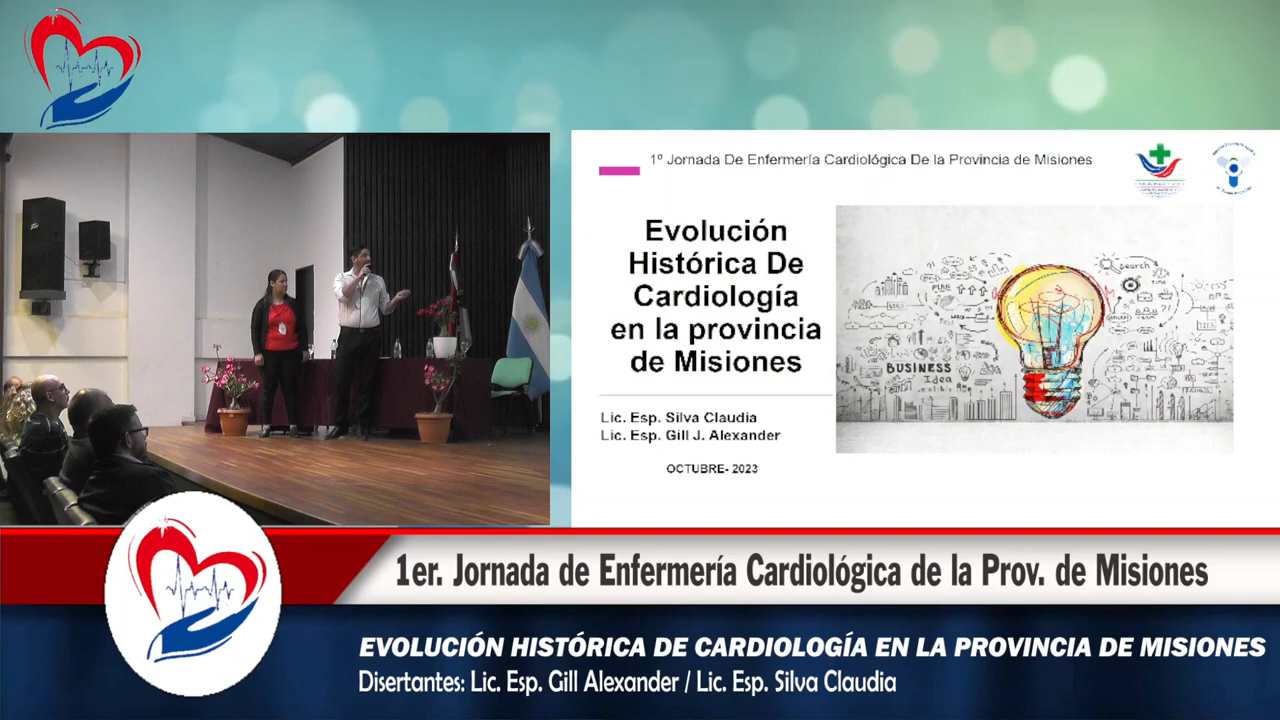 1º Jornada De Enfermería Cardiológica De la Provincia de Misiones
Evolución
Histórica De
Cardiología
en la provincia
de Misiones
Lic. Esp. Silva Claudia
Lic. Esp. Gill J. Alexander
OCTUBRE- 2023
search
PLAN
BUSINESS
Idea
1er. Jornada de Enfermería Cardiológica de la Prov. de Misiones
EVOLUCIÓN HISTÓRICA DE CARDIOLOGÍA EN LA PROVINCIA DE MISIONES
Disertantes: Lic. Esp. Gill Alexander / Lic. Esp. Silva Claudia